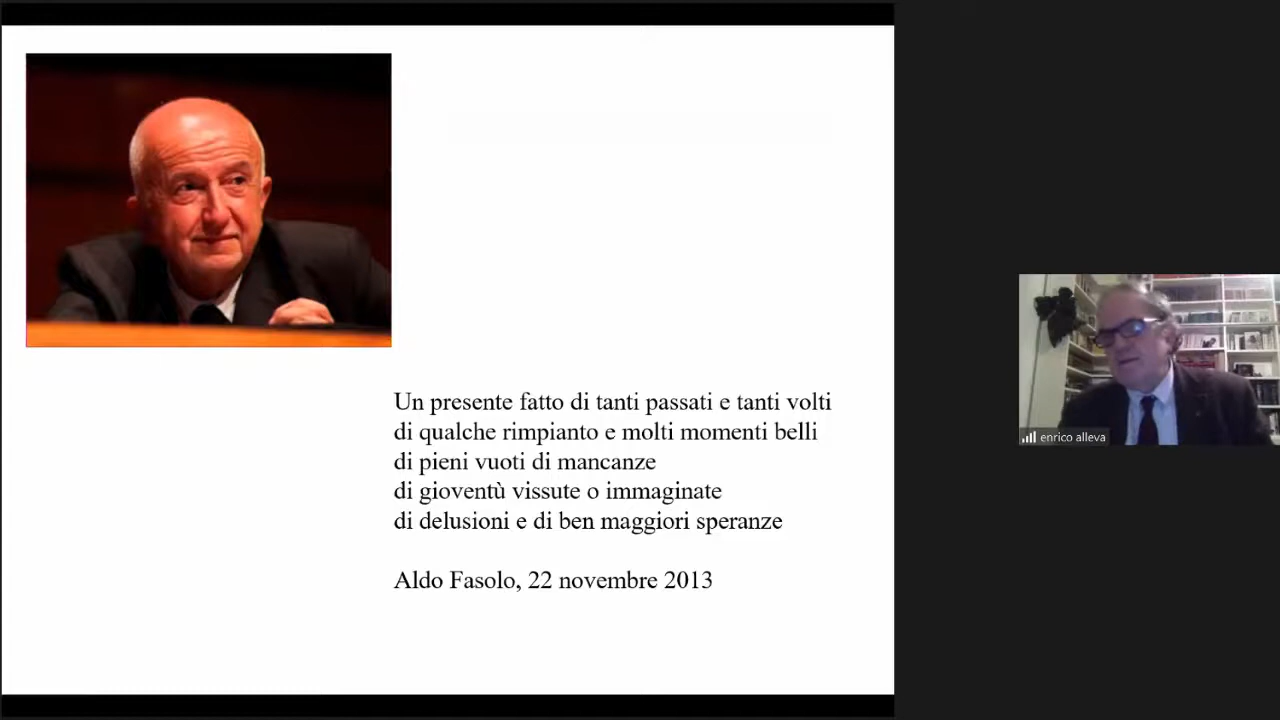 Un presente fatto di tanti passati e tanti volti
di qualche rimpianto e molti momenti belli
di pieni vuoti di mancanze
di gioventù vissute o immaginate
di delusioni e di ben maggiori speranze
Aldo Fasolo, 22 novembre 2013
enrico alleva